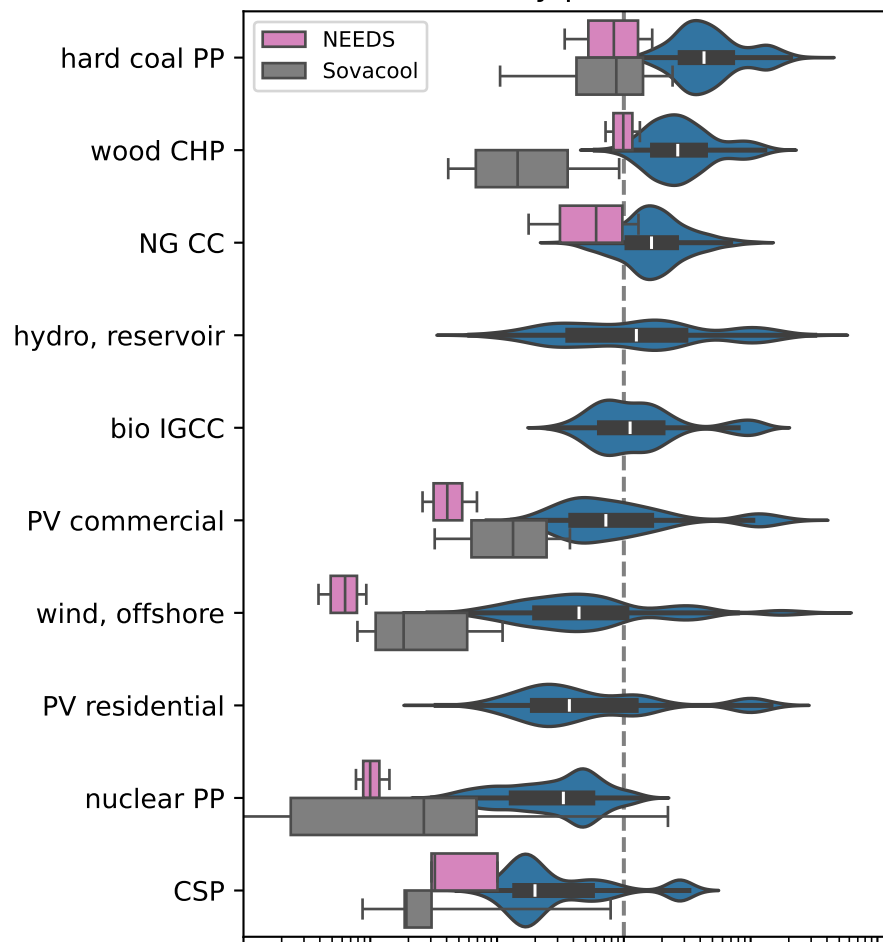 NEEDS
Sovacool
hard coal PP
wood CHP
NG CC
hydro, reservoir
bio IGCC
PV commercial
wind, offshore
PV residential
nuclear PP
CSP